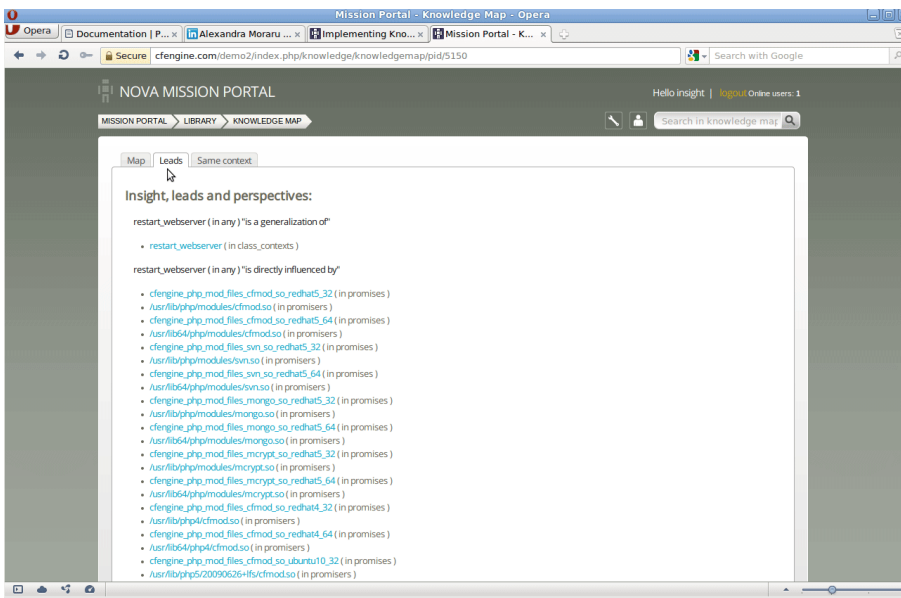 Mission Portal - Knowledge Map - Opera
Opera
Documentation | P... x
Alexandra Moraru ... x
Implementing Kno... x
Mission Portal - K... x
Secure
cfengine.com/demo2/index.php/knowledge/knowledgemap/pid/5150
Search with Google
NOVA MISSION PORTAL
Hello insight | logout Online users: 1
MISSION PORTAL
LIBRARY
KNOWLEDGE MAP
Search in knowledge map
Map
Leads
Same context
Insight, leads and perspectives:
restart_webserver ( in any ) "is a generalization of"
• restart_webserver ( in class_contexts )
restart_webserver ( in any ) "is directly influenced by"
• cfengine_php_mod_files_cfmod_so_redhat5_32 ( in promises )
• /usr/lib/php/modules/cfmod.so ( in promisers )
• cfengine_php_mod_files_cfmod_so_redhat5_64 ( in promises )
• /usr/lib64/php/modules/cfmod.so ( in promisers )
• cfengine_php_mod_files_svn_so_redhat5_32 ( in promises )
• /usr/lib/php/modules/svn.so ( in promisers )
• cfengine_php_mod_files_svn_so_redhat5_64 ( in promises )
• /usr/lib64/php/modules/svn.so ( in promisers )
• cfengine_php_mod_files_mongo_so_redhat5_32 ( in promises )
• /usr/lib/php/modules/mongo.so ( in promisers )
• cfengine_php_mod_files_mongo_so_redhat5_64 ( in promises )
• /usr/lib64/php/modules/mongo.so ( in promisers )
• cfengine_php_mod_files_mcrypt_so_redhat5_32 ( in promises )
• /usr/lib/php/modules/mcrypt.so ( in promisers )
• cfengine_php_mod_files_mcrypt_so_redhat5_64 ( in promises )
• /usr/lib64/php/modules/mcrypt.so ( in promisers )
• cfengine_php_mod_files_cfmod_so_redhat4_32 ( in promises )
• /usr/lib/php4/cfmod.so ( in promisers )
• cfengine_php_mod_files_cfmod_so_redhat4_64 ( in promises )
• /usr/lib64/php4/cfmod.so ( in promisers )
• cfengine_php_mod_files_cfmod_so_ubuntu10_32 ( in promises )
• /usr/lib/php5/20090626+lfs/cfmod.so ( in promisers )